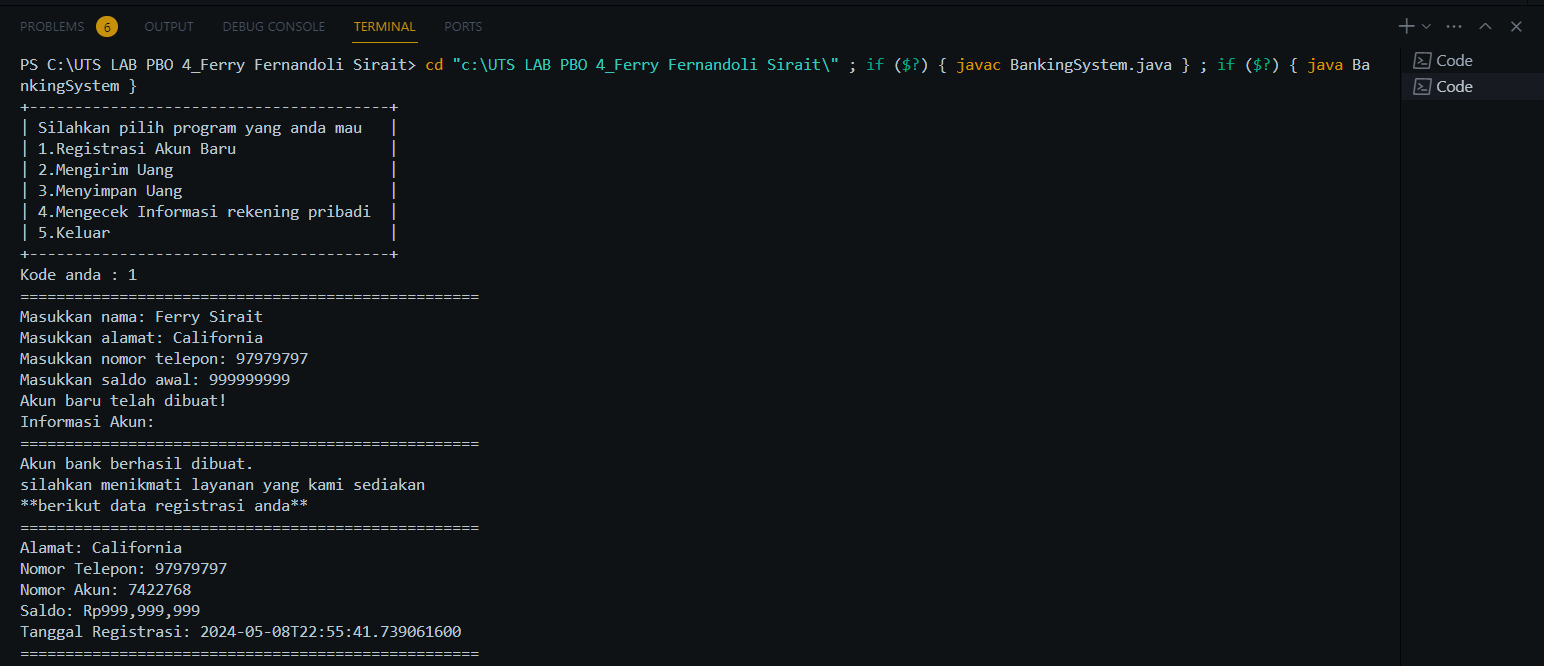 PROBLEMS 6 OUTPUT DEBUG CONSOLE TERMINAL PORTS
PS C:\UTS LAB PBO 4_Ferry Fernandoli Sirait> cd "c:\UTS LAB PBO 4_Ferry Fernandoli Sirait\" ; if ($?) { javac BankingSystem.java } ; if ($?) { java Ba
nkingSystem }
+----------------------------------------+
| Silahkan pilih program yang anda mau   |
| 1.Registrasi Akun Baru                 |
| 2.Mengirim Uang                        |
| 3.Menyimpan Uang                       |
| 4.Mengecek Informasi rekening pribadi  |
| 5.Keluar                               |
+----------------------------------------+
Kode anda : 1
===================================================
Masukkan nama: Ferry Sirait
Masukkan alamat: California
Masukkan nomor telepon: 97979797
Masukkan saldo awal: 999999999
Akun baru telah dibuat!
Informasi Akun:
===================================================
Akun bank berhasil dibuat.
silahkan menikmati layanan yang kami sediakan
**berikut data registrasi anda**
===================================================
Alamat: California
Nomor Telepon: 97979797
Nomor Akun: 7422768
Saldo: Rp999,999,999
Tanggal Registrasi: 2024-05-08T22:55:41.739061600
===================================================
Code
Code